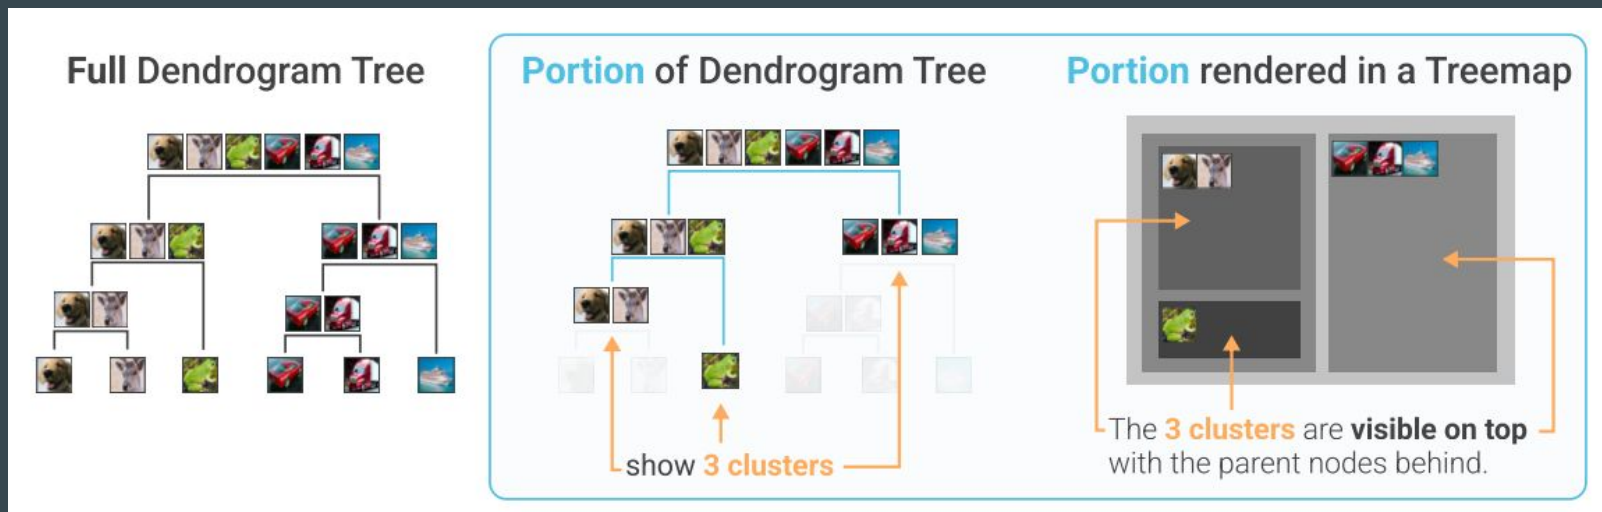 Full Dendrogram Tree
Portion of Dendrogram Tree
show 3 clusters
Portion rendered in a Treemap
The 3 clusters are visible on top
with the parent nodes behind.